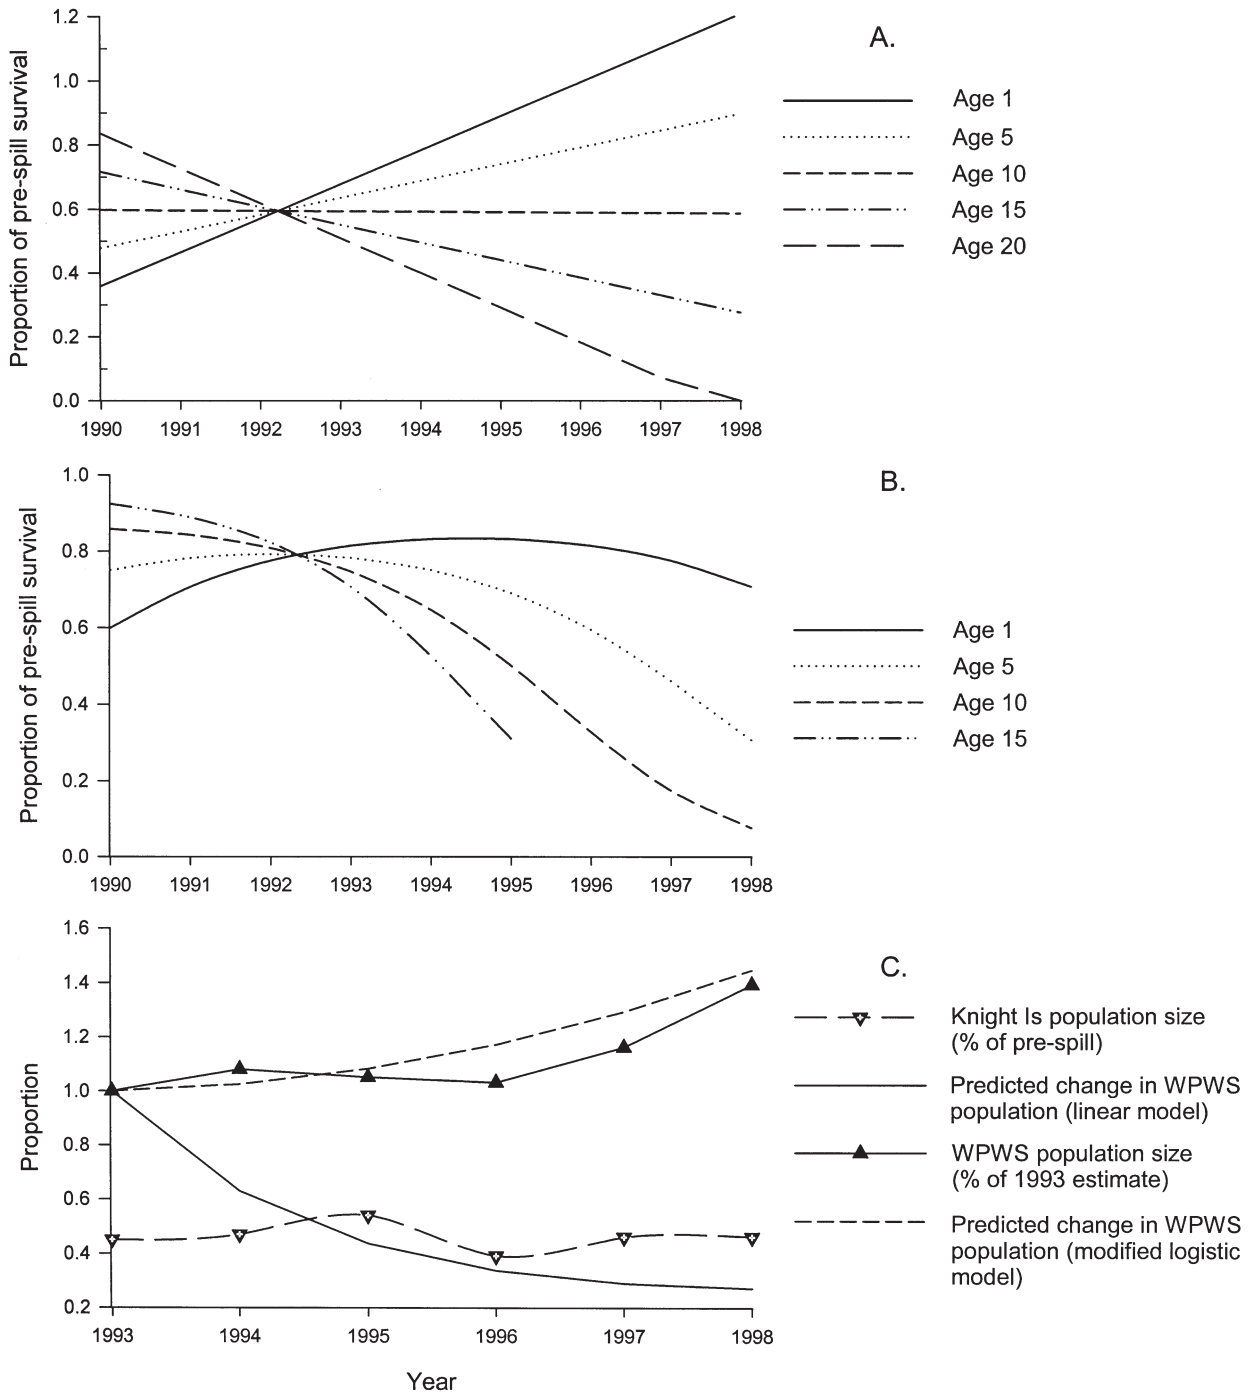 A.
Proportion of pre-spill survival
1.2
1.0
0.8
0.6
0.4
0.2
0.0
1990 1991 1992 1993 1994 1995 1996 1997 1998
Age 1
Age 5
Age 10
Age 15
Age 20
B.
Proportion of pre-spill survival
1.0
0.8
0.6
0.4
0.2
0.0
1990 1991 1992 1993 1994 1995 1996 1997 1998
Age 1
Age 5
Age 10
Age 15
C.
Proportion
1.6
1.4
1.2
1.0
0.8
0.6
0.4
0.2
1993 1994 1995 1996 1997 1998
Year
Knight Is population size
(% of pre-spill)
Predicted change in WPWS
population (linear model)
WPWS population size
(% of 1993 estimate)
Predicted change in WPWS
population (modified logistic
model)